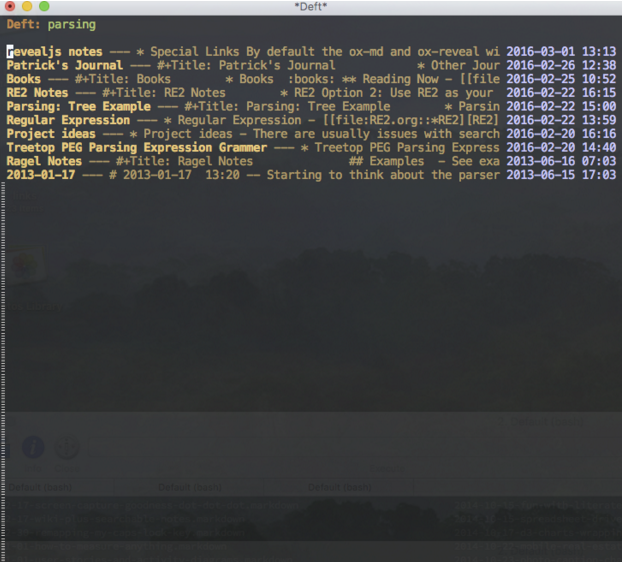 *Deft*
Deft: parsing
revealjs notes --- * Special Links By default the ox-md and ox-reveal wi 2016-03-01 13:13
Patrick's Journal --- #+Title: Patrick's Journal * Other Jour 2016-02-26 12:38
Books --- #+Title: Books * Books :books: ** Reading Now - [[file 2016-02-25 10:52
RE2 Notes --- #+Title: RE2 Notes * RE2 Option 2: Use RE2 as your 2016-02-22 16:15
Parsing: Tree Example --- #+Title: Parsing: Tree Example * Parsin 2016-02-22 15:00
Regular Expression --- * Regular Expression - [[file:RE2.org::*RE2][RE2] 2016-02-22 13:59
Project ideas --- * Project ideas - There are usually issues with search 2016-02-20 16:16
Treetop PEG Parsing Expression Grammer --- * Treetop PEG Parsing Express 2016-02-20 14:40
Ragel Notes --- #+Title: Ragel Notes ## Examples - See exa 2013-06-16 07:03
2013-01-17 --- # 2013-01-17 13:20 -- Starting to think about the parser 2013-06-15 17:03